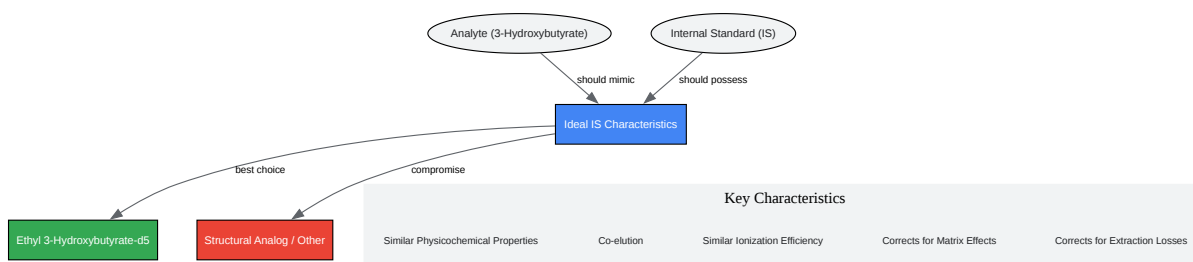 Analyte (3-Hydroxybutyrate)
Internal Standard (IS)
should mimic
should possess
Ideal IS Characteristics
best choice
compromise
Ethyl 3-Hydroxybutyrate-d5
Structural Analog / Other
Key Characteristics
Similar Physicochemical Properties
Co-elution
Similar Ionization Efficiency
Corrects for Matrix Effects
Corrects for Extraction Losses